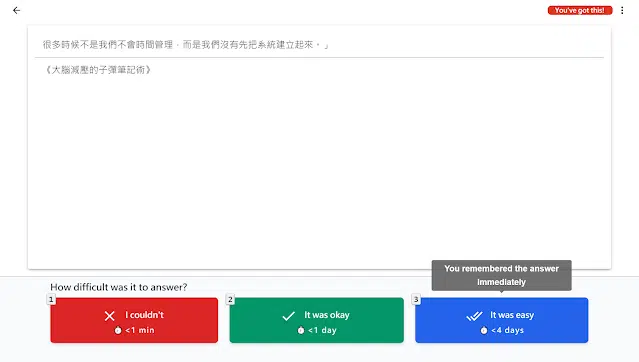 You've got this!
很多時候不是我們不會時間管理，而是我們沒有先把系統建立起來。」
《大腦減壓的子彈筆記術》
You remembered the answer
immediately
How difficult was it to answer?
1
I couldn't
<1 min
2
It was okay
<1 day
3
It was easy
<4 days